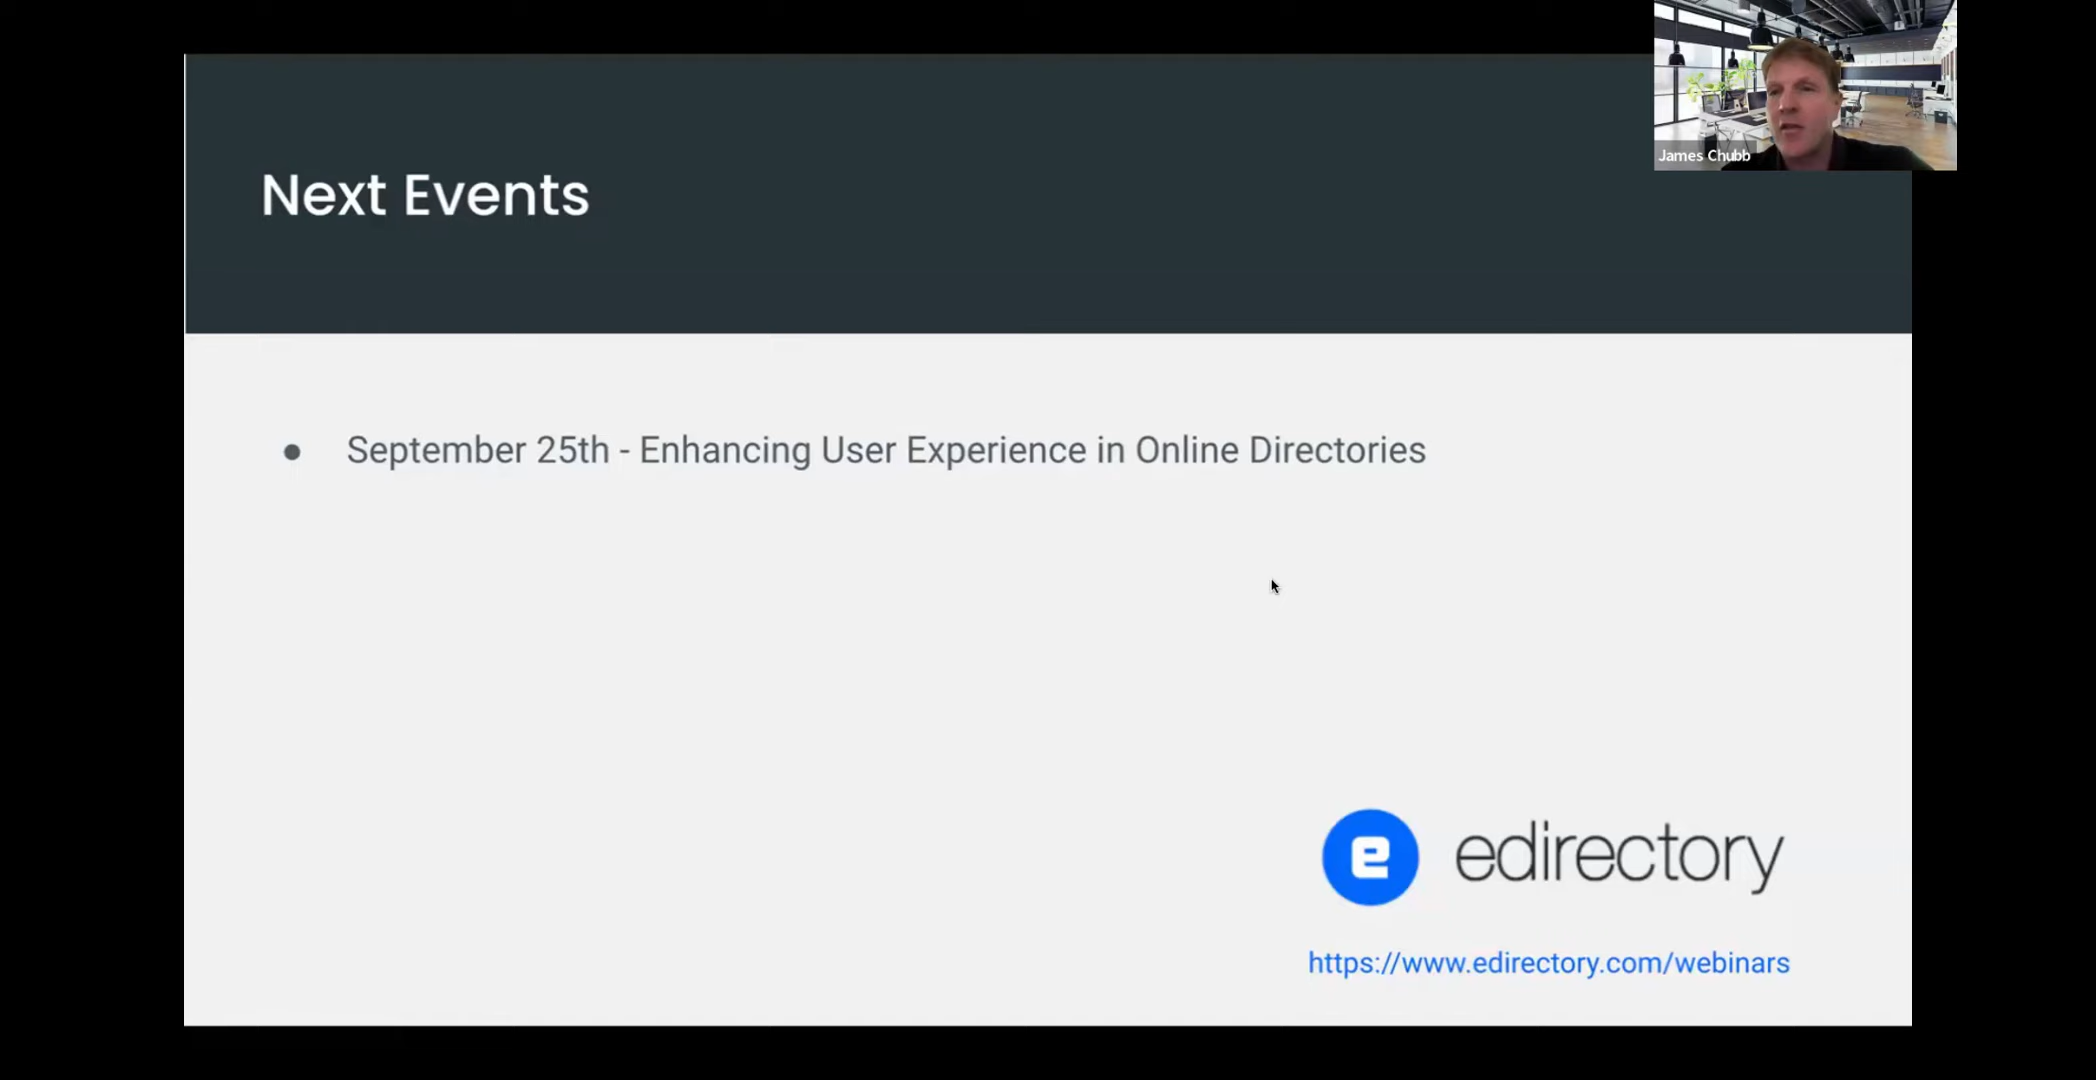 James Chubb
Next Events
● September 25th - Enhancing User Experience in Online Directories
e edirectory
https://www.edirectory.com/webinars